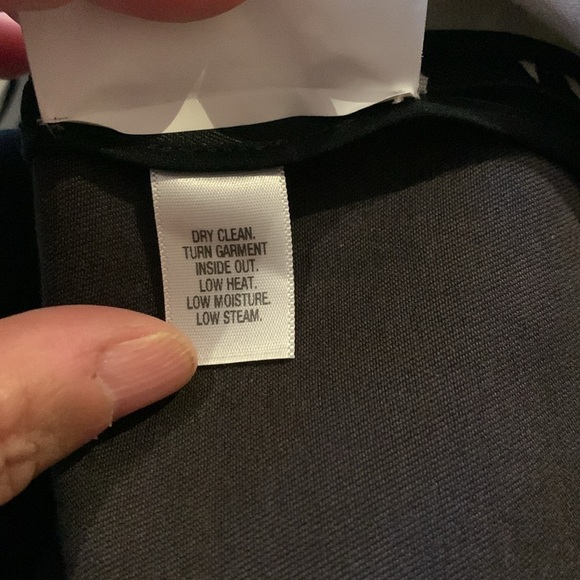 DRY CLEAN.
TURN GARMENT
INSIDE OUT.
LOW HEAT.
LOW MOISTURE.
LOW STEAM.